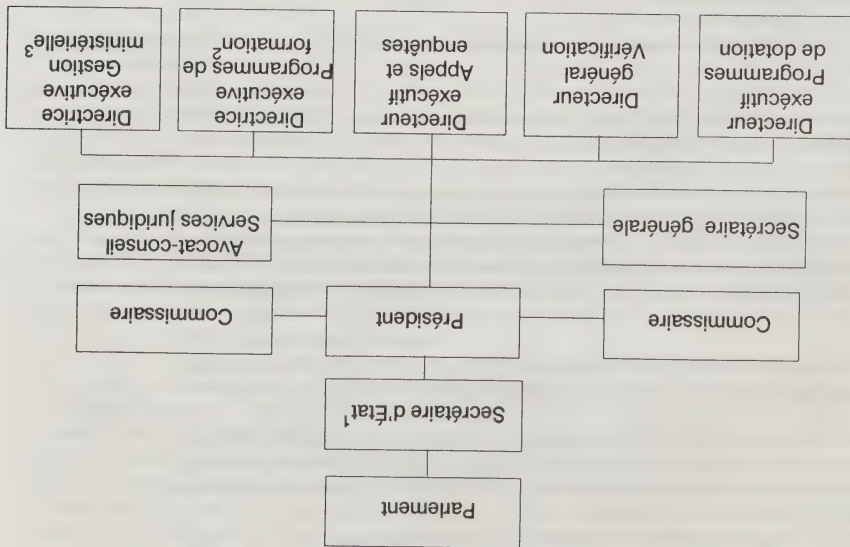 Parlement
Secrétaire d'État¹
Commissaire
Président
Commissaire
Secrétaire générale
Avocat-conseil
Services juridiques
Directeur
exécutif
Programmes
de dotation
Directeur
général
Vérification
Directeur
exécutif
Appels et
enquêtes
Directrice
exécutive
Programmes de
formation²
Directrice
exécutive
Gestion
ministérielle³